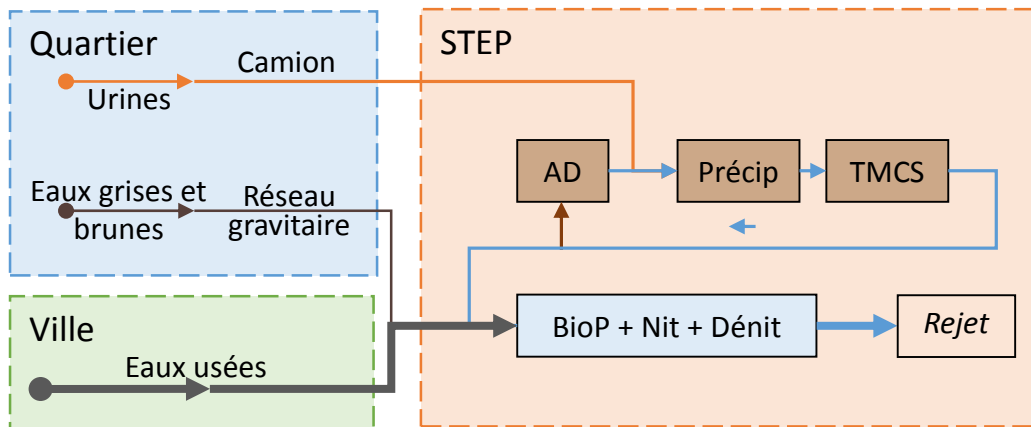 Quartier
Camion
Urines
Eaux grises et
brunes
Réseau
gravitaire
Ville
Eaux usées
STEP
AD
Précip
TMCS
BioP + Nit + Dénit
Rejet